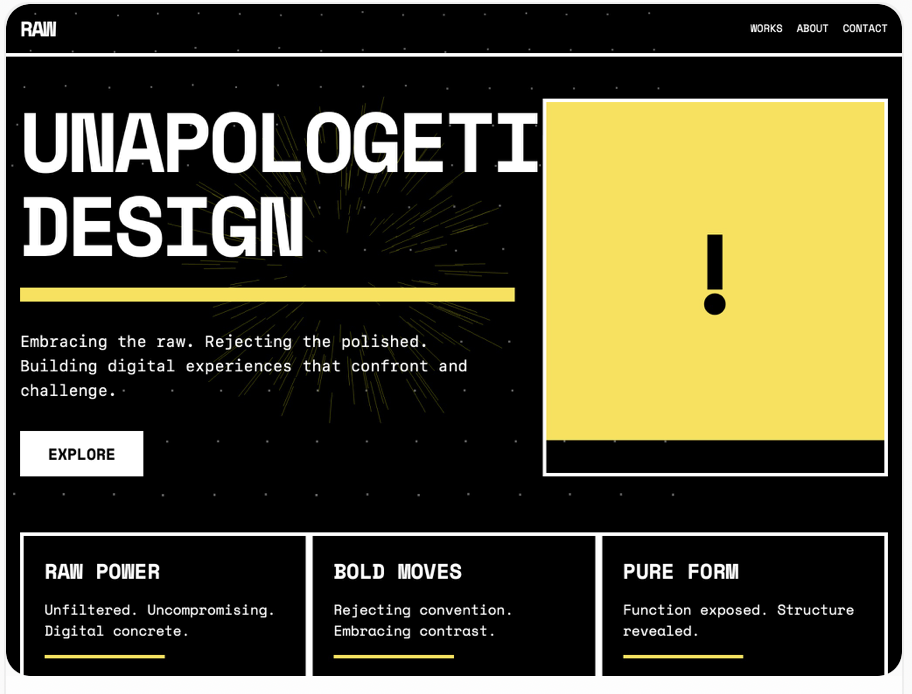 RAW
WORKS ABOUT CONTACT
UNAPOLOGETI
DESIGN
!
Embracing the raw. Rejecting the polished.
Building digital experiences that confront and
challenge.
EXPLORE
RAW POWER
Unfiltered. Uncompromising.
Digital concrete.
BOLD MOVES
Rejecting convention.
Embracing contrast.
PURE FORM
Function exposed. Structure
revealed.